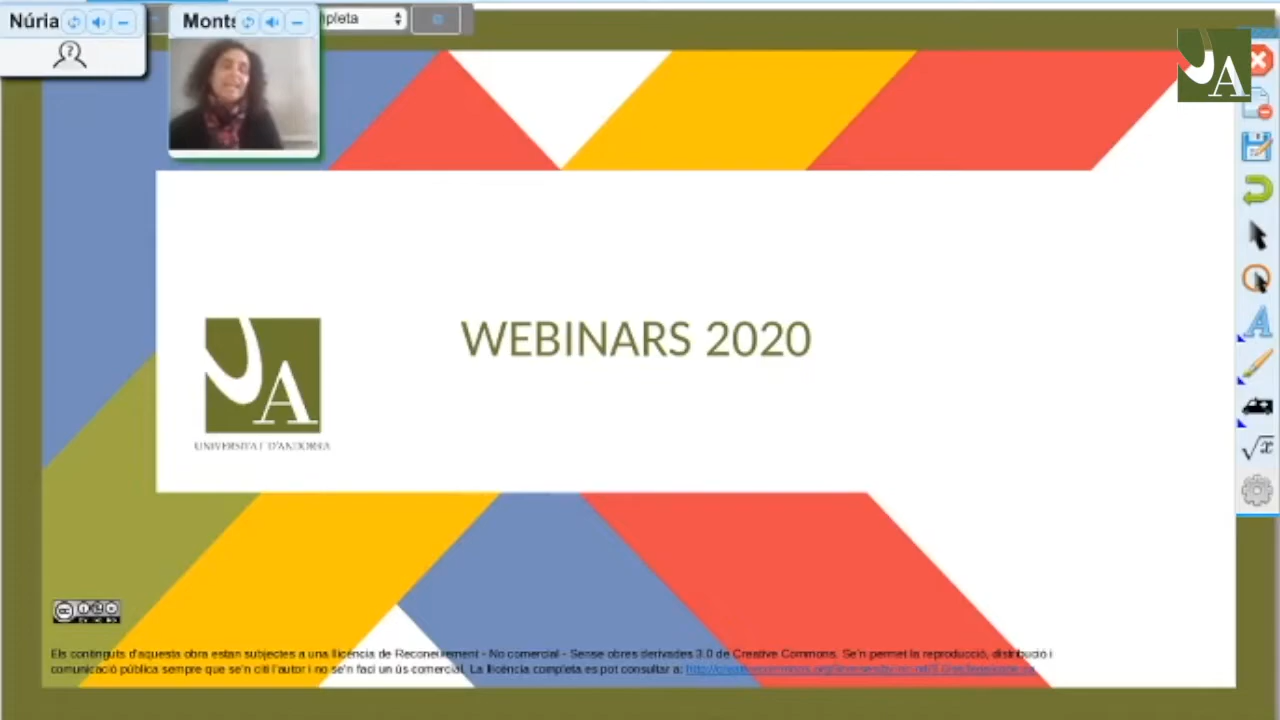 Núria
Monts
pleta
WEBINARS 2020
UNIVERSITAT D'ANDORRA
Els continguts d'aquesta obra estan subjectes a una llicència de Reconeixement - No comercial - Sense obres derivades 3.0 de Creative Commons. Se'n permet la reproducció, distribució i
comunicació pública sempre que se'n citi l'autor i no se'n faci un ús comercial. La llicència completa es pot consultar a: